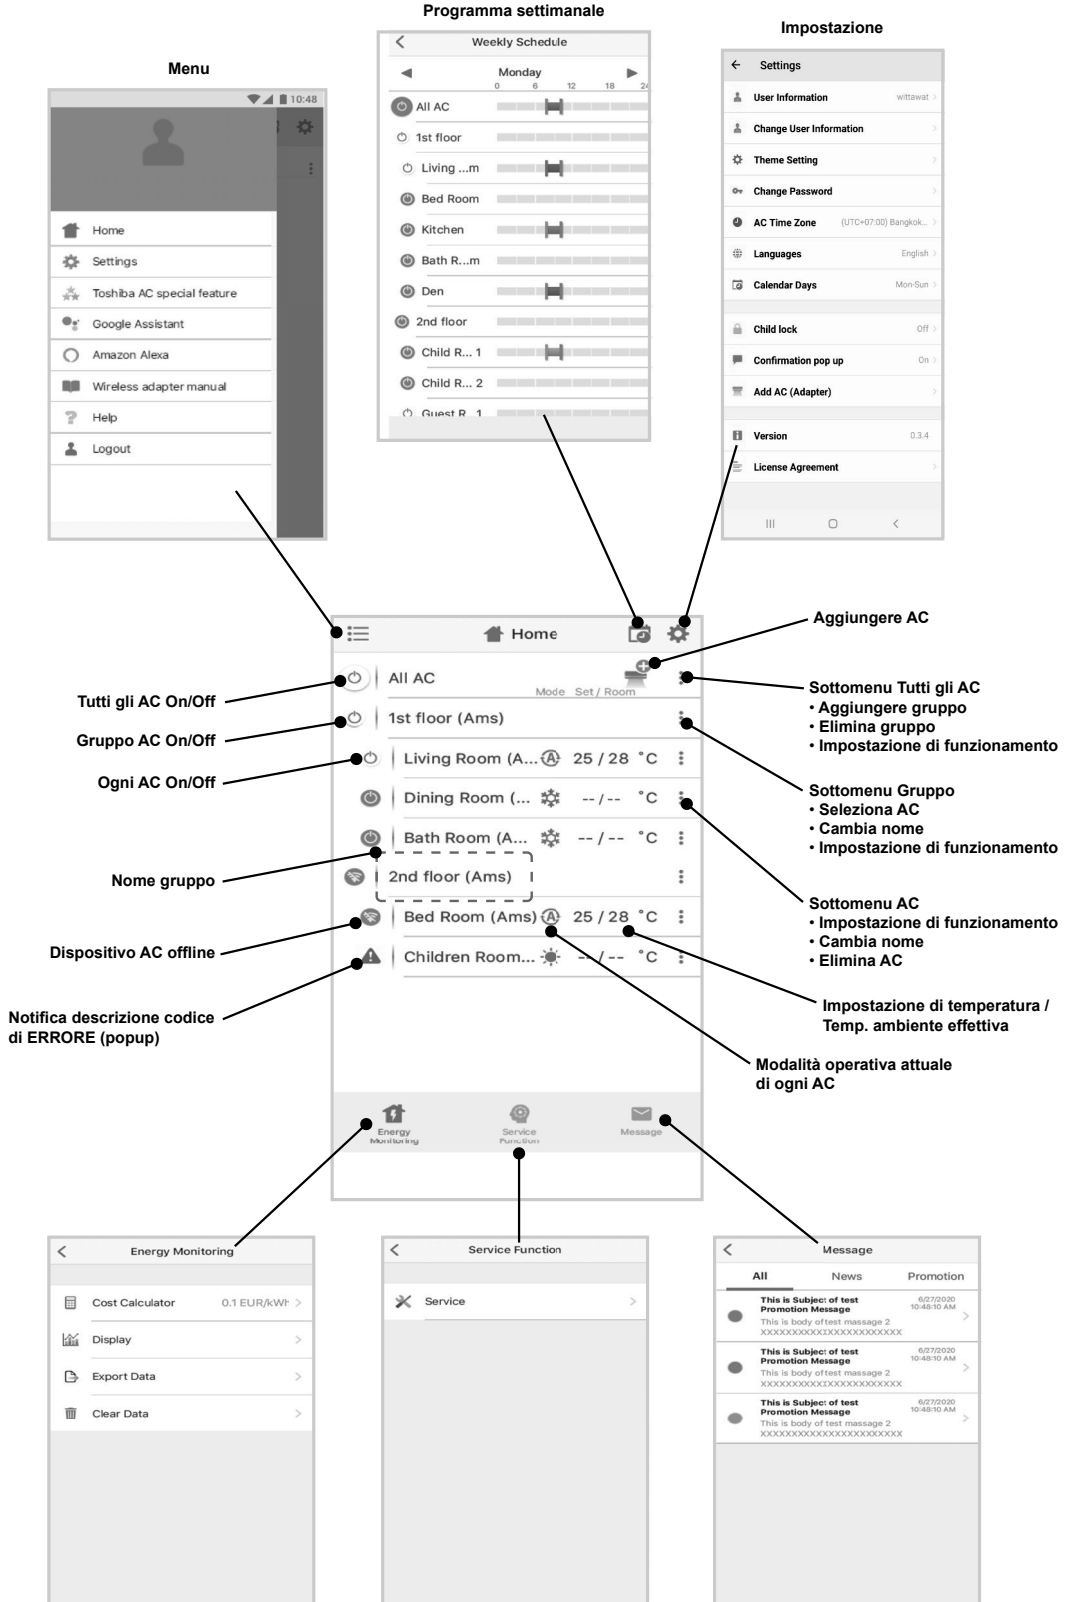 Programma settimanale
Impostazione
Menu
10:48
Home
Settings
Toshiba AC special feature
Google Assistant
Amazon Alexa
Wireless adapter manual
Help
Logout
Weekly Schedule
Monday
0 6 12 18 24
All AC
1st floor
Living ...m
Bed Room
Kitchen
Bath R...m
Den
2nd floor
Child R... 1
Child R... 2
Guest R...1
Settings
User Information wittawat
Change User Information
Theme Setting
Change Password
AC Time Zone (UTC+07:00) Bangkok...
Languages English
Calendar Days Mon-Sun
Child lock Off
Confirmation pop up On
Add AC (Adapter)
Version 0.3.4
License Agreement
Home
All AC
Mode Set / Room
1st floor (Ams)
Living Room (A... 25 / 28 °C
Dining Room (... -- / -- °C
Bath Room (A... -- / -- °C
2nd floor (Ams)
Bed Room (Ams) 25 / 28 °C
Children Room... -- / -- °C
Energy
Monitoring
Service
Function
Message
Tutti gli AC On/Off
Gruppo AC On/Off
Ogni AC On/Off
Nome gruppo
Dispositivo AC offline
Notifica descrizione codice
di ERRORE (popup)
Aggiungere AC
Sottomenu Tutti gli AC
• Aggiungere gruppo
• Elimina gruppo
• Impostazione di funzionamento
Sottomenu Gruppo
• Seleziona AC
• Cambia nome
• Impostazione di funzionamento
Sottomenu AC
• Impostazione di funzionamento
• Cambia nome
• Elimina AC
Impostazione di temperatura /
Temp. ambiente effettiva
Modalità operativa attuale
di ogni AC
Energy Monitoring
Cost Calculator 0.1 EUR/kWh
Display
Export Data
Clear Data
Service Function
Service
Message
All News Promotion
This is Subject of test 6/27/2020
Promotion Message 10:48:10 AM
This is body of test massage 2
XXXXXXXXXXXXXXXXXXXXXXX
This is Subject of test 6/27/2020
Promotion Message 10:48:10 AM
This is body of test massage 2
XXXXXXXXXXXXXXXXXXXXXXX
This is Subject of test 6/27/2020
Promotion Message 10:48:10 AM
This is body of test massage 2
XXXXXXXXXXXXXXXXXXXXXXX